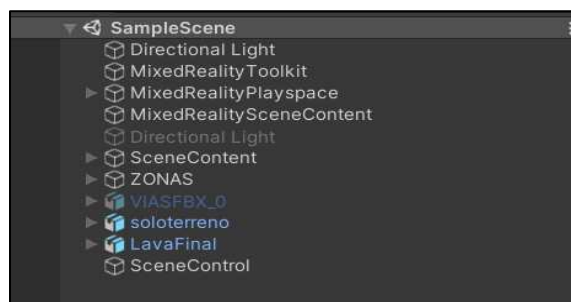 SampleScene
Directional Light
MixedRealityToolkit
MixedRealityPlayspace
MixedRealitySceneContent
Directional Light
SceneContent
ZONAS
VIASFBX_0
soloterreno
LavaFinal
SceneControl